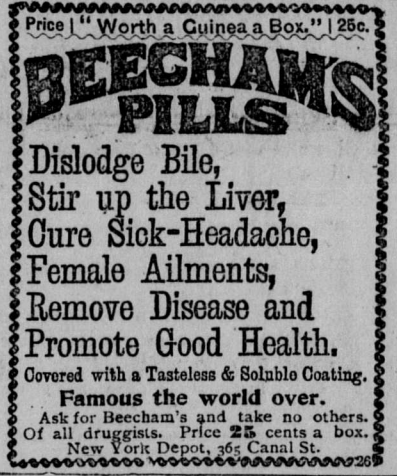 Price | “Worth a Guinea a Box.” | 25c.
BEECHAM'S
PILLS
Dislodge Bile,
Stir up the Liver,
Cure Sick-Headache,
Female Ailments,
Remove Disease and
Promote Good Health.
Covered with a Tasteless & Soluble Coating.
Famous the world over.
Ask for Beecham's and take no others.
Of all druggists. Price 25 cents a box.
New York Depot, 365 Canal St.
26